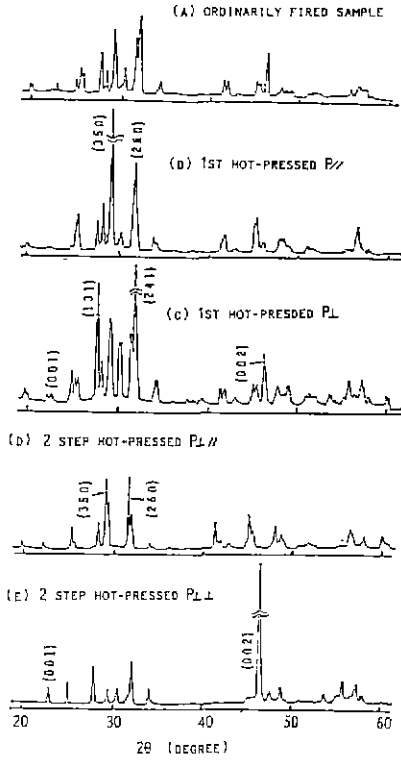 (A) ORDINARILY FIRED SAMPLE
(350)
(260)
(B) 1ST HOT-PRESSED P//
(001)
(131)
(241)
(C) 1ST HOT-PRESDED P⊥
(002)
(D) 2 STEP HOT-PRESSED P⊥//
(350)
(260)
(E) 2 STEP HOT-PRESSED P⊥⊥
(001)
(002)
20 30 40 50 60
2θ (DEGREE)